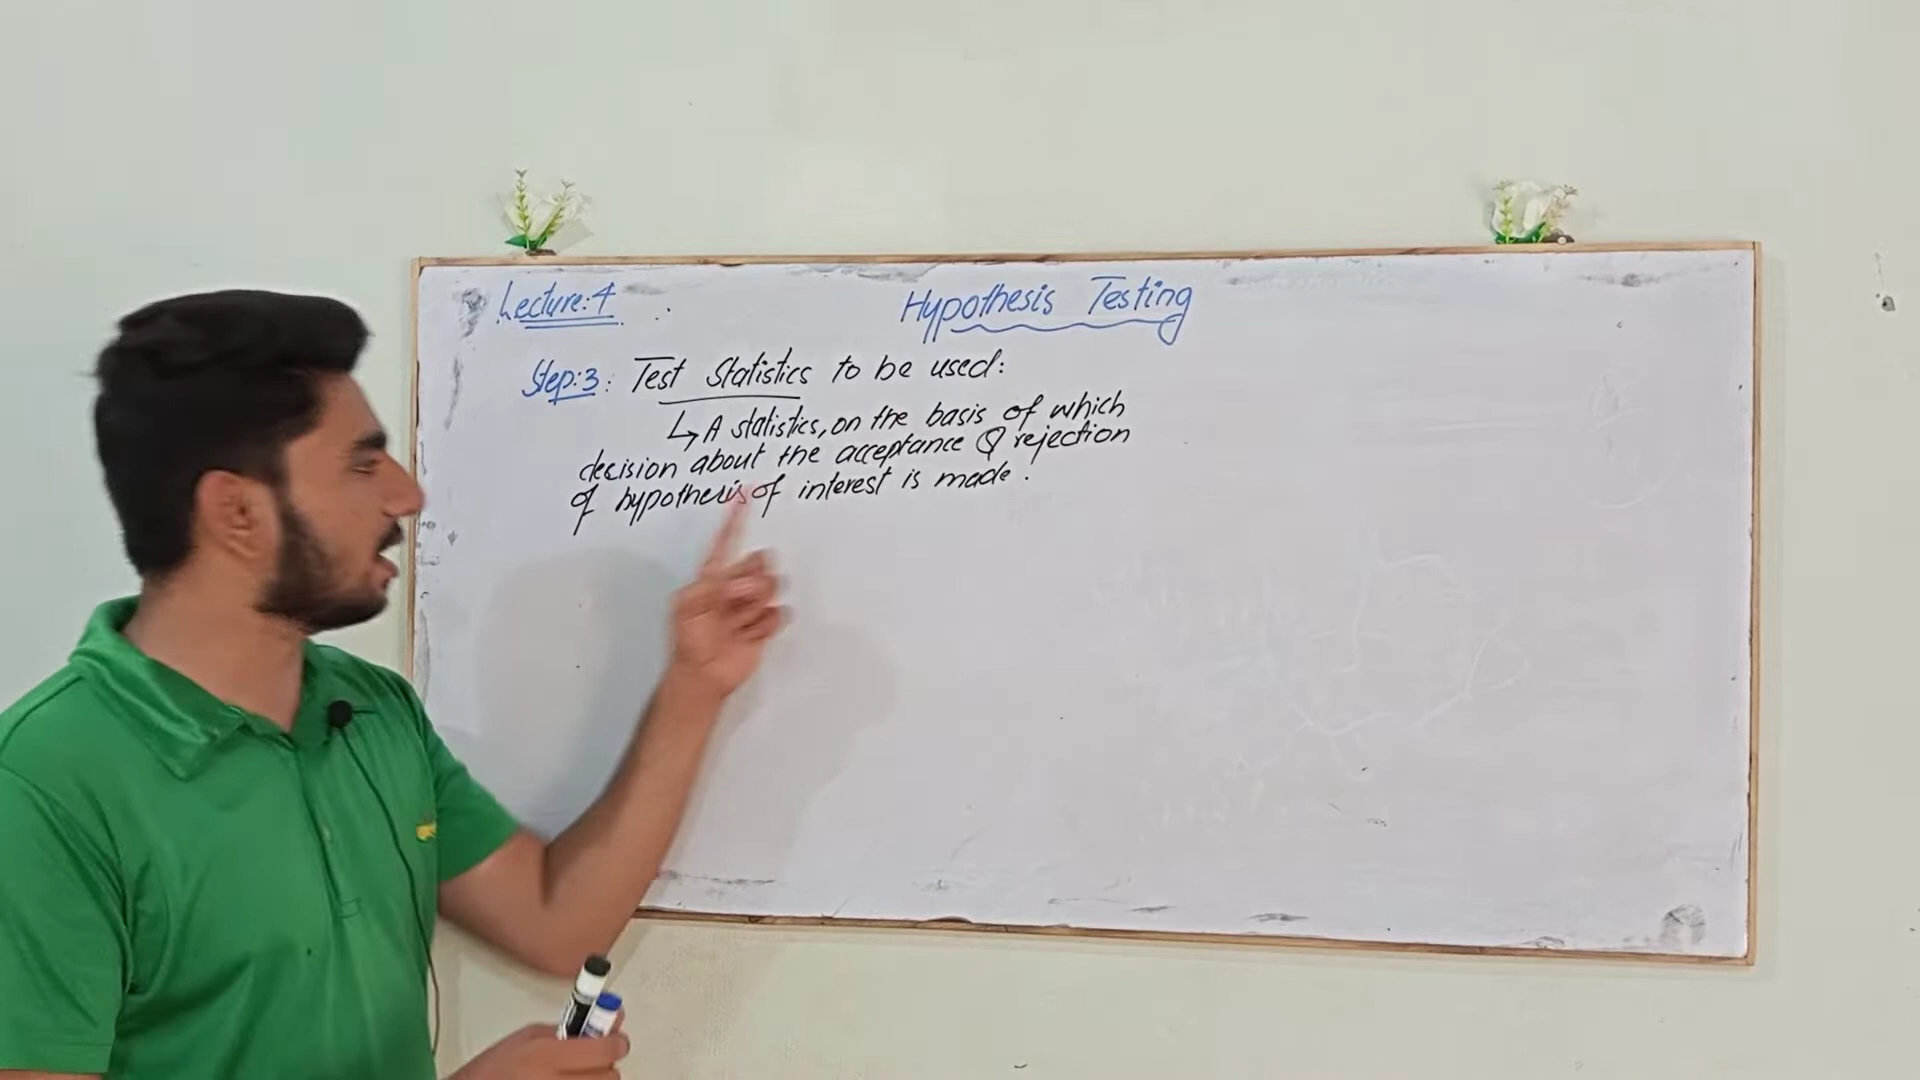 Lecture:4
Hypothesis Testing
Step:3: Test Statistics to be used:
↳ A statistics, on the basis of which
decision about the acceptance & rejection
of hypothesis of interest is made.